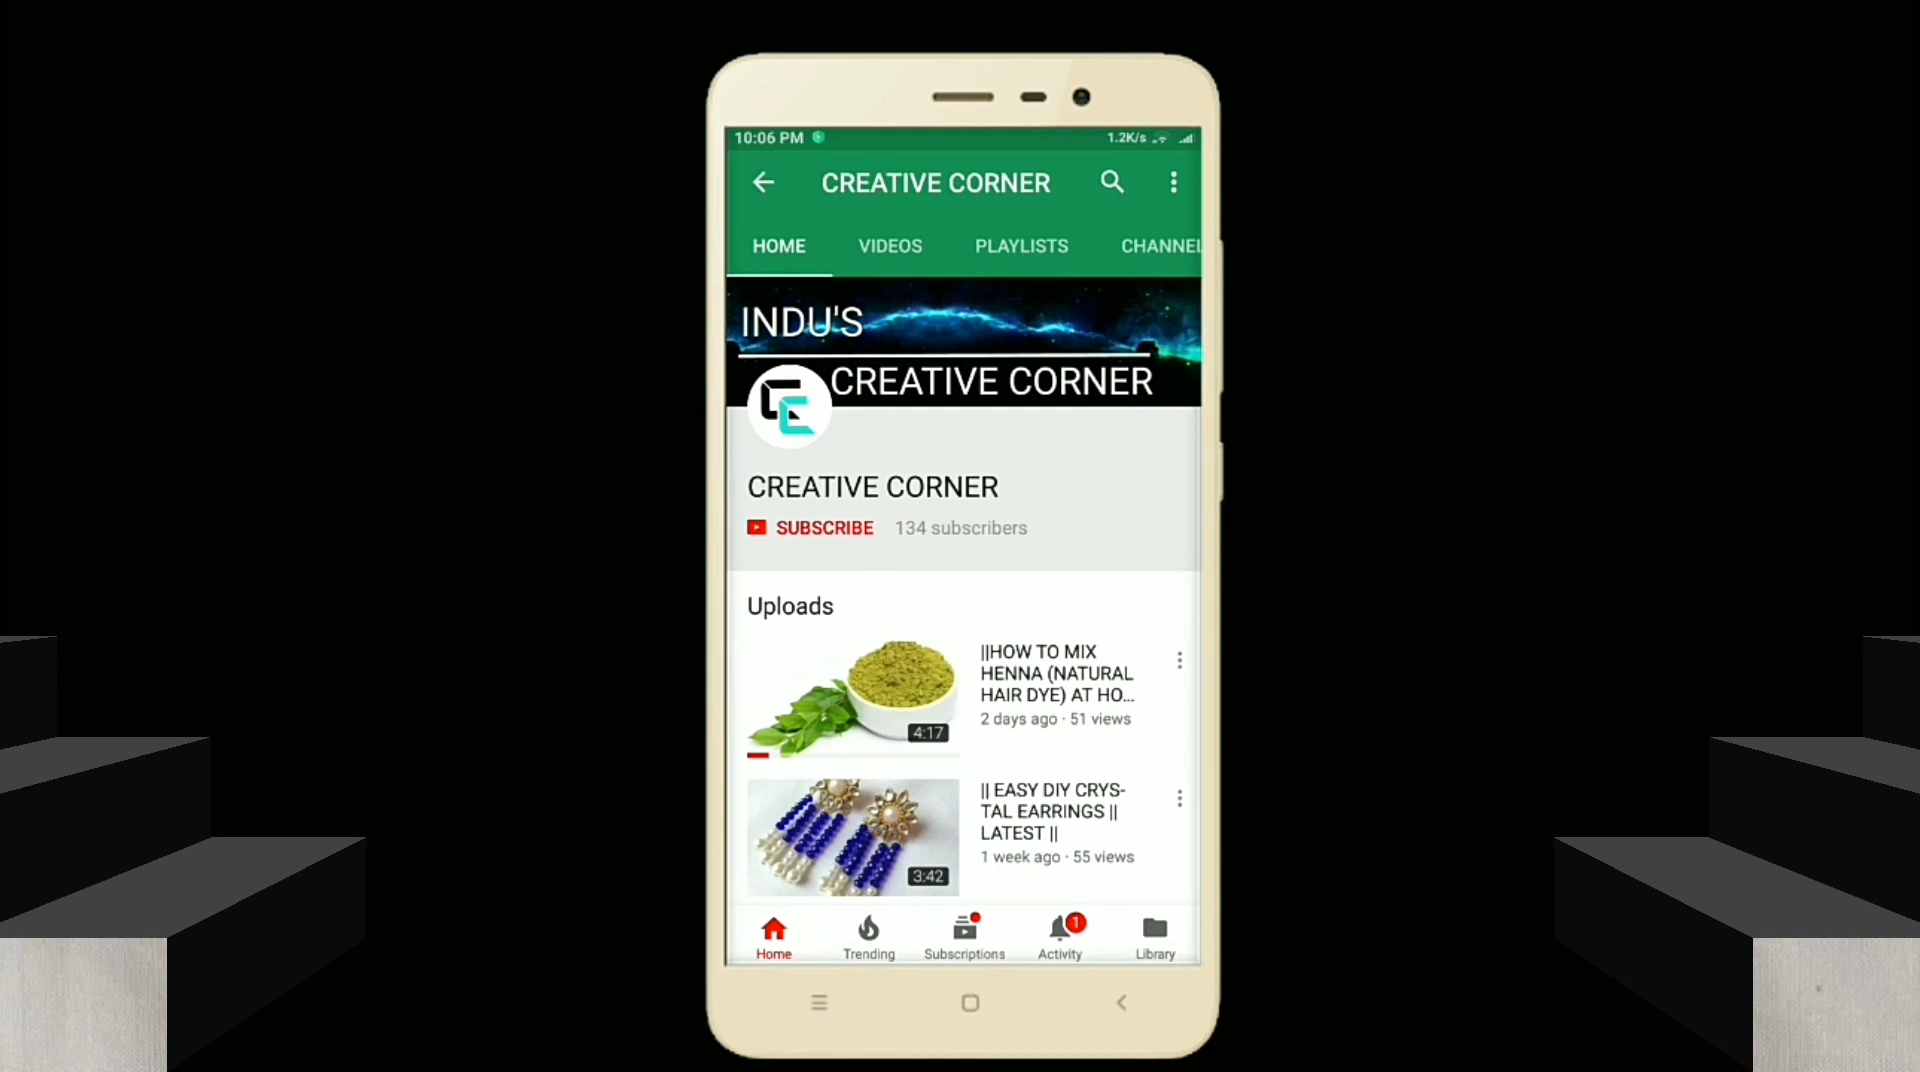 10:06 PM
1.2K/s
CREATIVE CORNER
HOME VIDEOS PLAYLISTS CHANNEL
INDU'S
CREATIVE CORNER
CREATIVE CORNER
SUBSCRIBE 134 subscribers
Uploads
||HOW TO MIX
HENNA (NATURAL
HAIR DYE) AT HO...
2 days ago · 51 views
4:17
|| EASY DIY CRYS-
TAL EARRINGS ||
LATEST ||
1 week ago · 55 views
3:42
1
Home Trending Subscriptions Activity Library